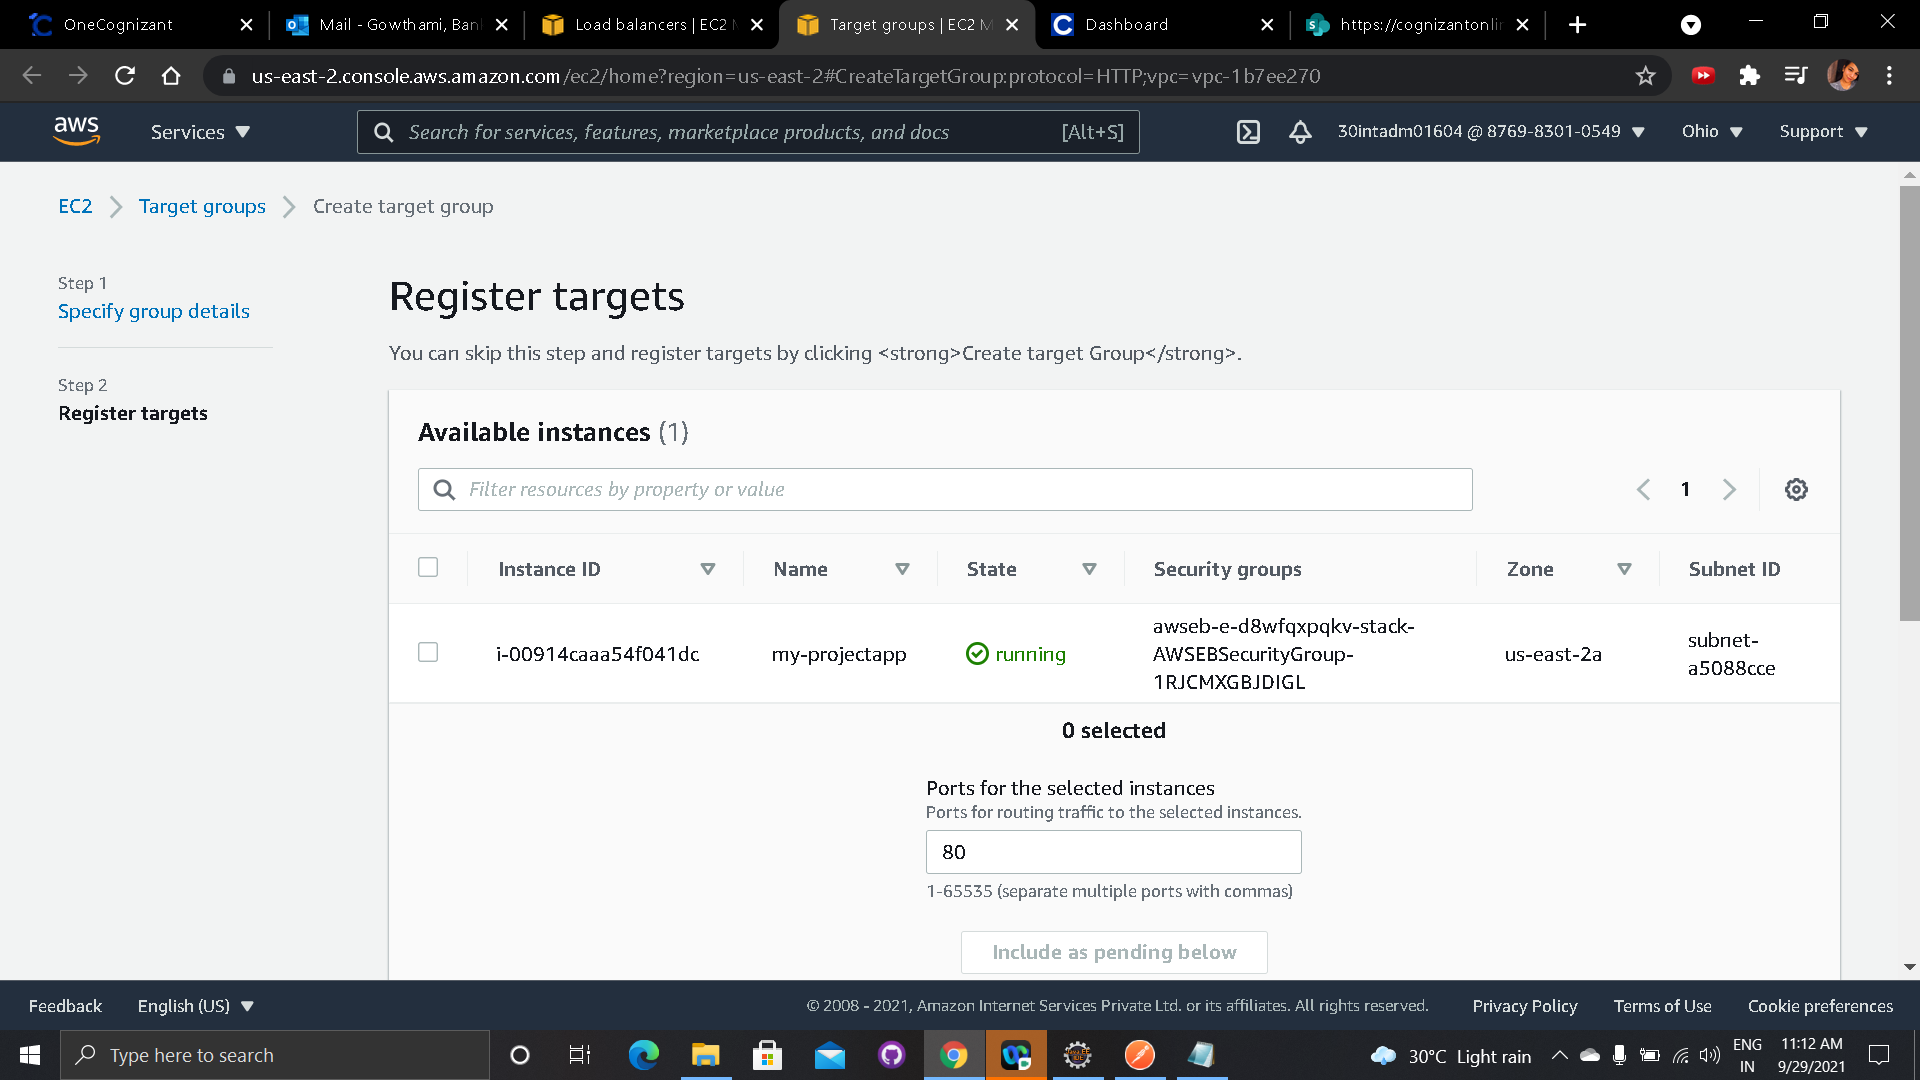 OneCognizant
Mail - Gowthami, Ban
Load balancers | EC2 M
Target groups | EC2 M
Dashboard
https://cognizantonlin
us-east-2.console.aws.amazon.com/ec2/home?region=us-east-2#CreateTargetGroup:protocol=HTTP;vpc=vpc-1b7ee270
aws
Services
Search for services, features, marketplace products, and docs
[Alt+S]
30intadm01604 @ 8769-8301-0549
Ohio
Support
EC2
Target groups
Create target group
Step 1
Specify group details
Step 2
Register targets
Register targets
You can skip this step and register targets by clicking <strong>Create target Group</strong>.
Available instances (1)
Filter resources by property or value
1
Instance ID
Name
State
Security groups
Zone
Subnet ID
i-00914caaa54f041dc
my-projectapp
running
awseb-e-d8wfqxpqkv-stack-
AWSEBSecurityGroup-
1RJCMXGBJDIGL
us-east-2a
subnet-
a5088cce
0 selected
Ports for the selected instances
Ports for routing traffic to the selected instances.
80
1-65535 (separate multiple ports with commas)
Include as pending below
Feedback
English (US)
© 2008 - 2021, Amazon Internet Services Private Ltd. or its affiliates. All rights reserved.
Privacy Policy
Terms of Use
Cookie preferences
Type here to search
30°C Light rain
ENG
IN
11:12 AM
9/29/2021